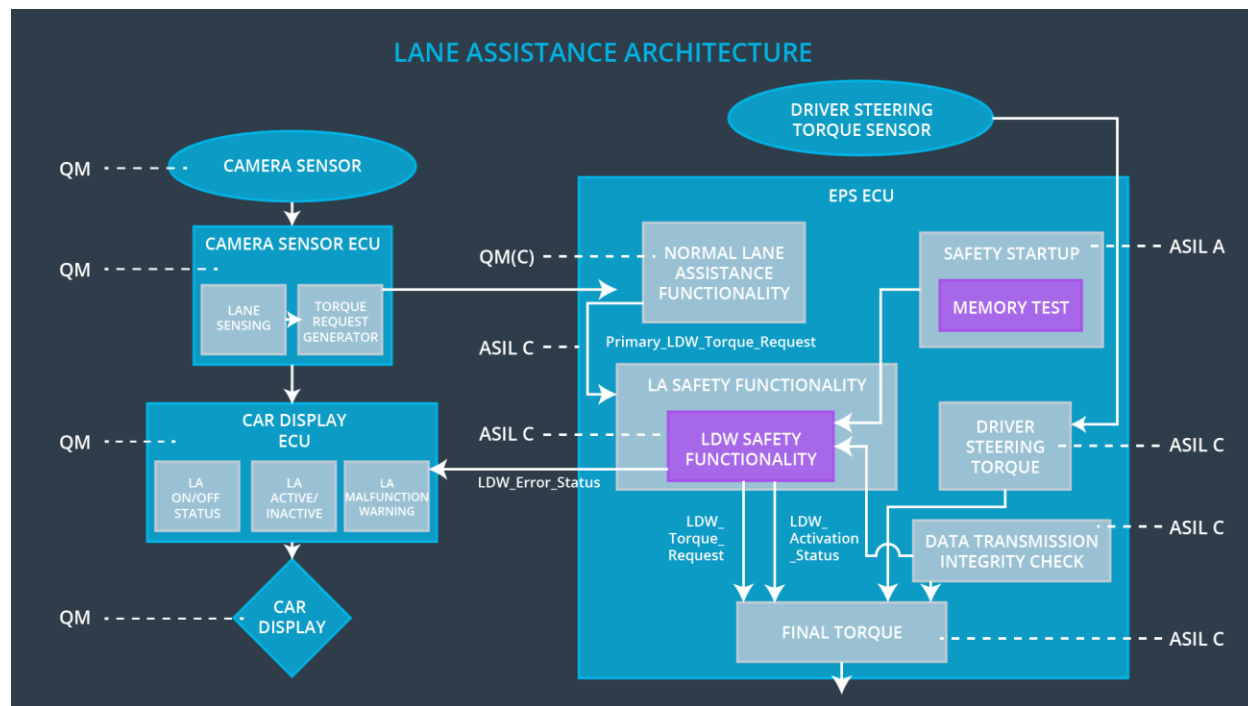 LANE ASSISTANCE ARCHITECTURE
DRIVER STEERING
TORQUE SENSOR
QM
CAMERA SENSOR
EPS ECU
QM
CAMERA SENSOR ECU
LANE
SENSING
TORQUE
REQUEST
GENERATOR
QM(C)
NORMAL LANE
ASSISTANCE
FUNCTIONALITY
SAFETY STARTUP
MEMORY TEST
ASIL A
ASIL C
Primary_LDW_Torque_Request
LA SAFETY FUNCTIONALITY
ASIL C
LDW SAFETY
FUNCTIONALITY
DRIVER
STEERING
TORQUE
ASIL C
QM
CAR DISPLAY
ECU
LA
ON/OFF
STATUS
LA
ACTIVE/
INACTIVE
LA
MALFUNCTION
WARNING
LDW_Error_Status
LDW_
Torque_
Request
LDW_
Activation
_Status
DATA TRANSMISSION
INTEGRITY CHECK
ASIL C
QM
CAR
DISPLAY
FINAL TORQUE
ASIL C